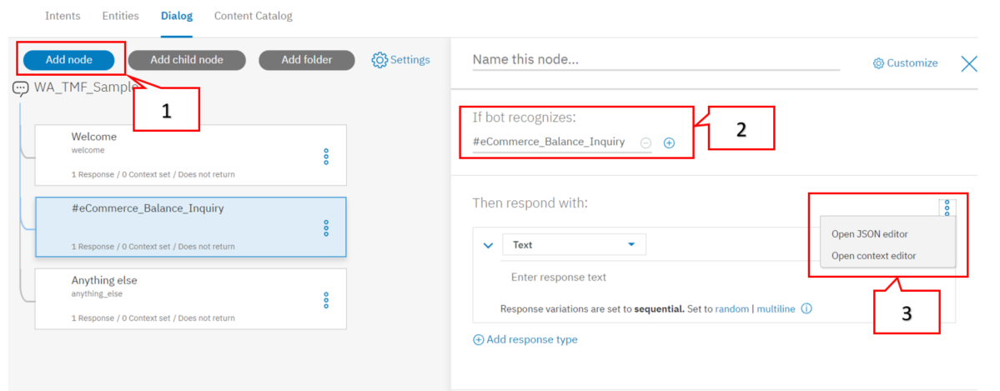 Intents Entities Dialog Content Catalog
Add node Add child node Add folder Settings
WA_TMF_Sample
1
Welcome
welcome
1 Response / 0 Context set / Does not return
#eCommerce_Balance_Inquiry
1 Response / 0 Context set / Does not return
Anything else
anything_else
1 Response / 0 Context set / Does not return
Name this node...
Customize
If bot recognizes:
#eCommerce_Balance_Inquiry
2
Then respond with:
Open JSON editor
Open context editor
3
Text
Enter response text
Response variations are set to sequential. Set to random | multiline
Add response type